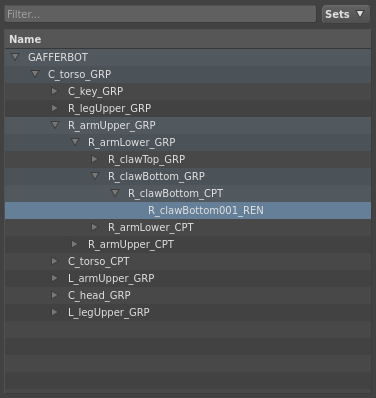 Filter...
Sets
Name
GAFFERBOT
C_torso_GRP
C_key_GRP
R_legUpper_GRP
R_armUpper_GRP
R_armLower_GRP
R_clawTop_GRP
R_clawBottom_GRP
R_clawBottom_CPT
R_clawBottom001_REN
R_armLower_CPT
R_armUpper_CPT
C_torso_CPT
L_armUpper_GRP
C_head_GRP
L_legUpper_GRP